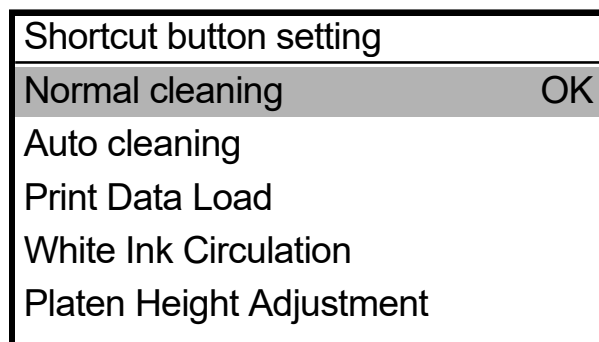 Shortcut button setting
Normal cleaning OK
Auto cleaning
Print Data Load
White Ink Circulation
Platen Height Adjustment